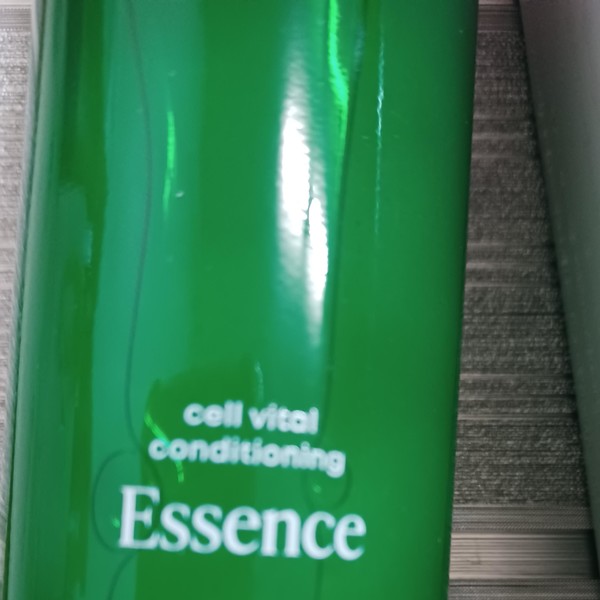 cell vital
conditioning
Essence